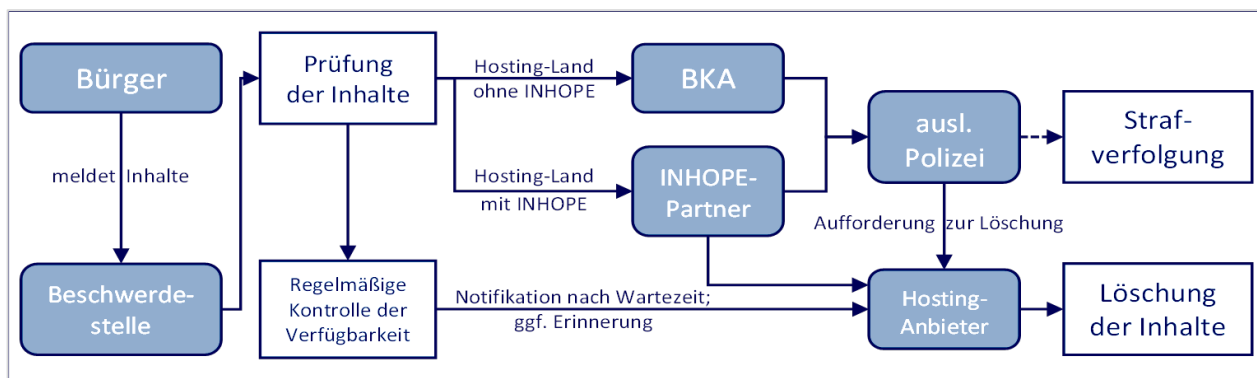 Bürger
meldet Inhalte
Beschwerde-
stelle
Prüfung
der Inhalte
Regelmäßige
Kontrolle der
Verfügbarkeit
Hosting-Land
ohne INHOPE
Hosting-Land
mit INHOPE
BKA
INHOPE-
Partner
Notifikation nach Wartezeit;
ggf. Erinnerung
ausl.
Polizei
Aufforderung zur Löschung
Hosting-
Anbieter
Straf-
verfolgung
Löschung
der Inhalte